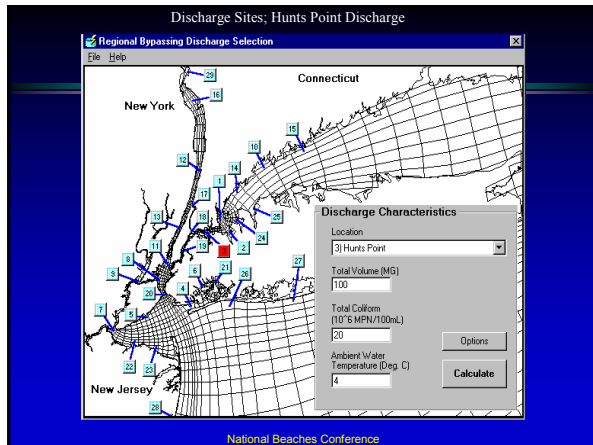 Discharge Sites; Hunts Point Discharge
Regional Bypassing Discharge Selection
File Help
29
Connecticut
16
New York
15
10
12
14
1
17
13
18
25
11
19
3
2
24
8
9
6
21
27
4
26
20
7
5
22
23
New Jersey
28
Discharge Characteristics
Location
3) Hunts Point
Total Volume (MG)
100
Total Coliform
(10^6 MPN/100mL)
20
Options
Ambient Water
Temperature (Deg. C)
4
Calculate
National Beaches Conference